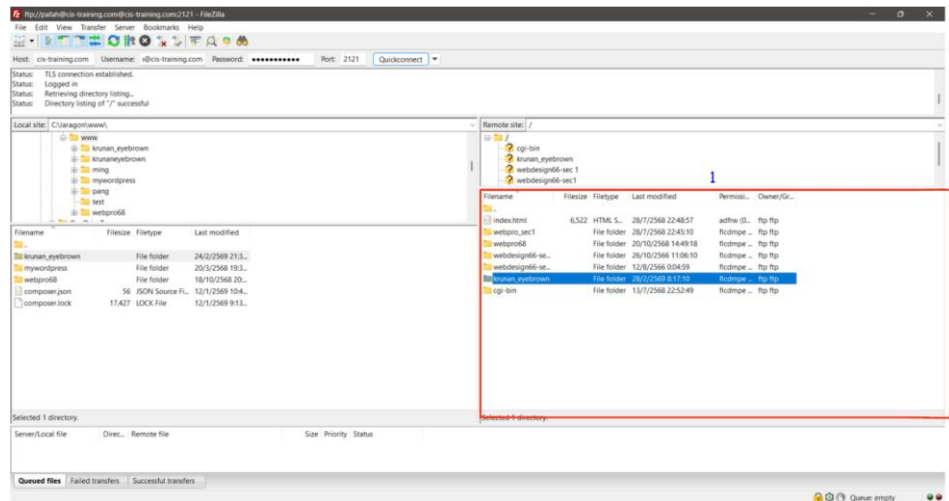 ftp://pafah@cis-training.com@cis-training.com:2121 - FileZilla
File Edit View Transfer Server Bookmarks Help
Host: cis-training.com Username: @cis-training.com Password: ●●●●●●●●●●● Port: 2121 Quickconnect
Status: TLS connection established.
Status: Logged in
Status: Retrieving directory listing...
Status: Directory listing of "/" successful
Local site: C:\laragon\www\
www
krunan_eyebrown
krunaneyebrown
ming
mywordpress
pang
test
webpro68
Remote site: /
/
cgi-bin
krunan_eyebrown
webdesign66-sec 1
webdesign66-sec1
1
Filename Filesize Filetype Last modified
..
krunan_eyebrown File folder 24/2/2569 21:3...
mywordpress File folder 20/3/2568 19:3...
webpro68 File folder 18/10/2568 20...
composer.json 56 JSON Source Fi... 12/1/2569 10:4...
composer.lock 17,427 LOCK File 12/1/2569 9:13...
Selected 1 directory.
Filename Filesize Filetype Last modified Permissi... Owner/Gr...
..
index.html 6,522 HTML S... 28/7/2568 22:48:57 adfrw (0... ftp ftp
webpro_sec1 File folder 28/7/2568 22:45:10 flcdmpe ... ftp ftp
webpro68 File folder 20/10/2568 14:49:18 flcdmpe ... ftp ftp
webdesign66-se... File folder 26/10/2566 11:06:10 flcdmpe ... ftp ftp
webdesign66-se... File folder 12/8/2566 0:04:59 flcdmpe ... ftp ftp
krunan_eyebrown File folder 28/2/2569 8:17:10 flcdmpe ... ftp ftp
cgi-bin File folder 13/7/2568 22:52:49 flcdmpe ... ftp ftp
Selected 1 directory.
Server/Local file Direc... Remote file Size Priority Status
Queued files Failed transfers Successful transfers
Queue: empty